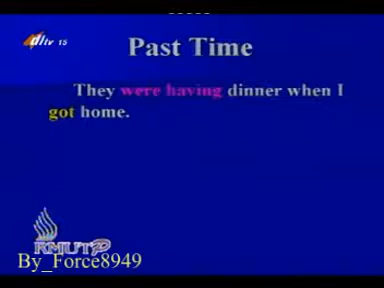 dltv 15
Past Time
They were having dinner when I
got home.
RMUTP
By_Force8949